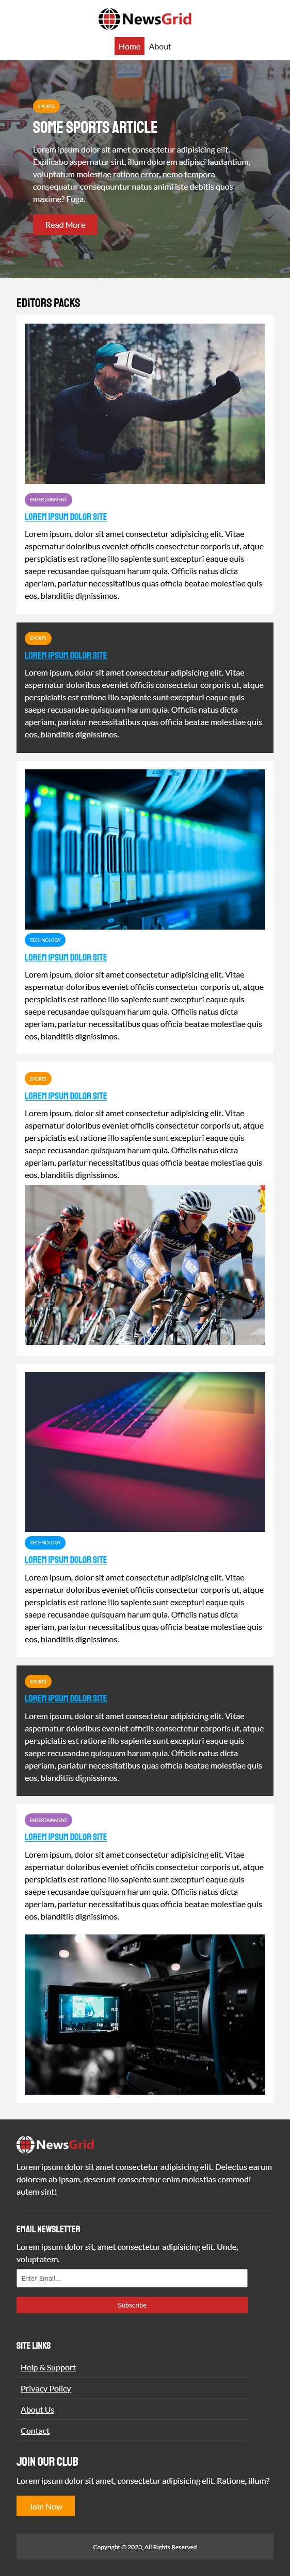 NewsGrid
Home About
SPORTS
SOME SPORTS ARTICLE
Lorem ipsum dolor sit amet consectetur adipisicing elit.
Explicabo aspernatur sint, illum dolorem adipisci laudantium,
voluptatum molestiae ratione error, nemo tempora
consequatur consequuntur natus animi iste debitis quos
maxime? Fuga.
Read More
EDITORS PACKS
ENTERTAINMENT
LOREM IPSUM DOLOR SITE
Lorem ipsum, dolor sit amet consectetur adipisicing elit. Vitae
aspernatur doloribus eveniet officiis consectetur corporis ut, atque
perspiciatis est ratione illo sapiente sunt excepturi eaque quis
saepe recusandae quisquam harum quia. Officiis natus dicta
aperiam, pariatur necessitatibus quas officia beatae molestiae quis
eos, blanditiis dignissimos.
SPORTS
LOREM IPSUM DOLOR SITE
Lorem ipsum, dolor sit amet consectetur adipisicing elit. Vitae
aspernatur doloribus eveniet officiis consectetur corporis ut, atque
perspiciatis est ratione illo sapiente sunt excepturi eaque quis
saepe recusandae quisquam harum quia. Officiis natus dicta
aperiam, pariatur necessitatibus quas officia beatae molestiae quis
eos, blanditiis dignissimos.
TECHNOLOGY
LOREM IPSUM DOLOR SITE
Lorem ipsum, dolor sit amet consectetur adipisicing elit. Vitae
aspernatur doloribus eveniet officiis consectetur corporis ut, atque
perspiciatis est ratione illo sapiente sunt excepturi eaque quis
saepe recusandae quisquam harum quia. Officiis natus dicta
aperiam, pariatur necessitatibus quas officia beatae molestiae quis
eos, blanditiis dignissimos.
SPORTS
LOREM IPSUM DOLOR SITE
Lorem ipsum, dolor sit amet consectetur adipisicing elit. Vitae
aspernatur doloribus eveniet officiis consectetur corporis ut, atque
perspiciatis est ratione illo sapiente sunt excepturi eaque quis
saepe recusandae quisquam harum quia. Officiis natus dicta
aperiam, pariatur necessitatibus quas officia beatae molestiae quis
eos, blanditiis dignissimos.
TECHNOLOGY
LOREM IPSUM DOLOR SITE
Lorem ipsum, dolor sit amet consectetur adipisicing elit. Vitae
aspernatur doloribus eveniet officiis consectetur corporis ut, atque
perspiciatis est ratione illo sapiente sunt excepturi eaque quis
saepe recusandae quisquam harum quia. Officiis natus dicta
aperiam, pariatur necessitatibus quas officia beatae molestiae quis
eos, blanditiis dignissimos.
SPORTS
LOREM IPSUM DOLOR SITE
Lorem ipsum, dolor sit amet consectetur adipisicing elit. Vitae
aspernatur doloribus eveniet officiis consectetur corporis ut, atque
perspiciatis est ratione illo sapiente sunt excepturi eaque quis
saepe recusandae quisquam harum quia. Officiis natus dicta
aperiam, pariatur necessitatibus quas officia beatae molestiae quis
eos, blanditiis dignissimos.
ENTERTAINMENT
LOREM IPSUM DOLOR SITE
Lorem ipsum, dolor sit amet consectetur adipisicing elit. Vitae
aspernatur doloribus eveniet officiis consectetur corporis ut, atque
perspiciatis est ratione illo sapiente sunt excepturi eaque quis
saepe recusandae quisquam harum quia. Officiis natus dicta
aperiam, pariatur necessitatibus quas officia beatae molestiae quis
eos, blanditiis dignissimos.
NewsGrid
Lorem ipsum dolor sit amet consectetur adipisicing elit. Delectus earum
dolorem ab ipsam, deserunt consectetur enim molestias commodi
autem sint!
EMAIL NEWSLETTER
Lorem ipsum dolor sit, amet consectetur adipisicing elit. Unde,
voluptatem.
Enter Email...
Subscribe
SITE LINKS
Help & Support
Privacy Policy
About Us
Contact
JOIN OUR CLUB
Lorem ipsum dolor sit amet, consectetur adipisicing elit. Ratione, illum?
Join Now
Copyright © 2023, All Rights Reserved